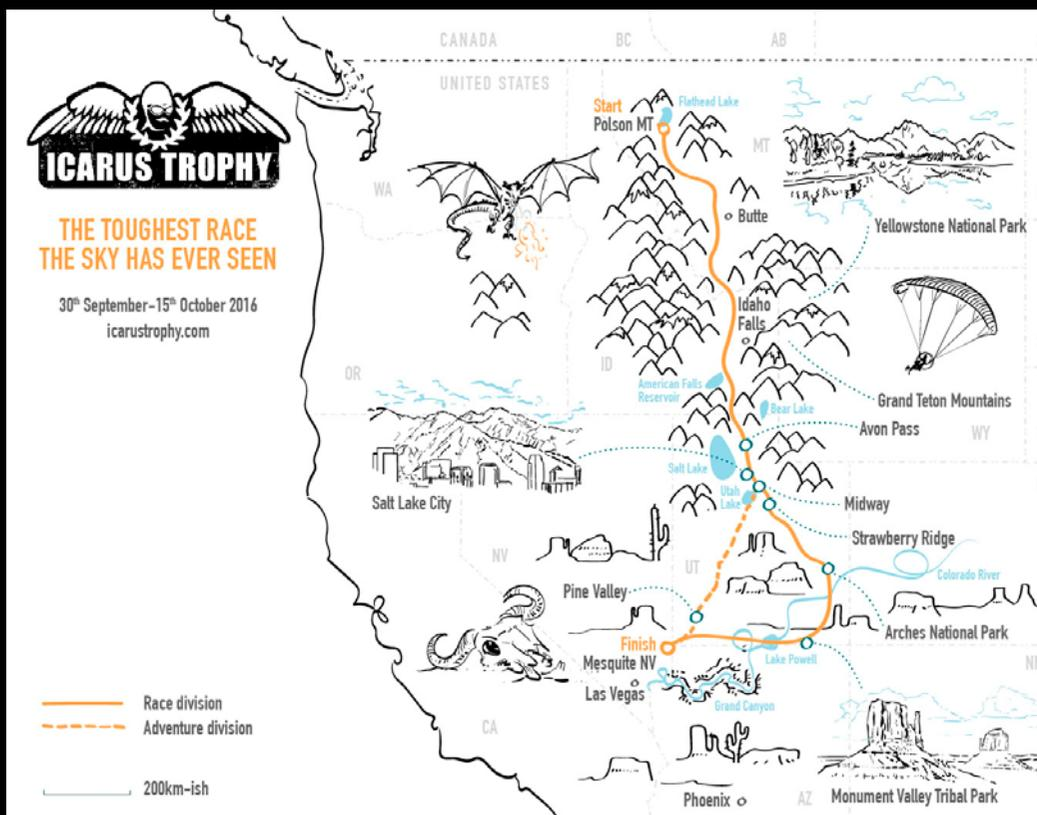 CANADA
BC
AB
UNITED STATES
ICARUS TROPHY
THE TOUGHEST RACE
THE SKY HAS EVER SEEN
30th September-15th October 2016
icarustrophy.com
Start
Polson MT
Flathead Lake
MT
WA
Butte
Yellowstone National Park
Idaho
Falls
OR
ID
American Falls
Reservoir
Bear Lake
Grand Teton Mountains
Avon Pass
WY
Salt Lake
Salt Lake City
Utah
Lake
Midway
Strawberry Ridge
NV
UT
Colorado River
Pine Valley
Arches National Park
Finish
Mesquite NV
Lake Powell
Las Vegas
Grand Canyon
CA
Race division
Adventure division
200km-ish
Phoenix
AZ
Monument Valley Tribal Park